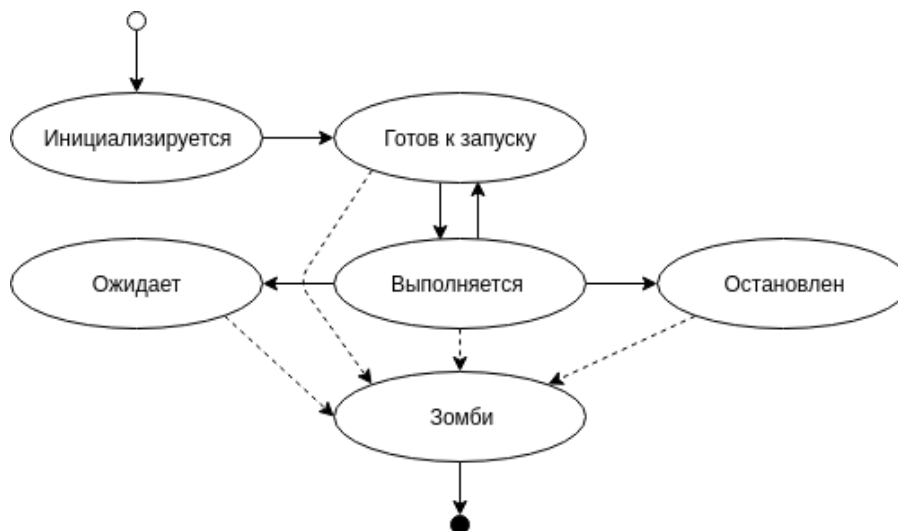 Инициализируется
Готов к запуску
Ожидает
Выполняется
Остановлен
Зомби